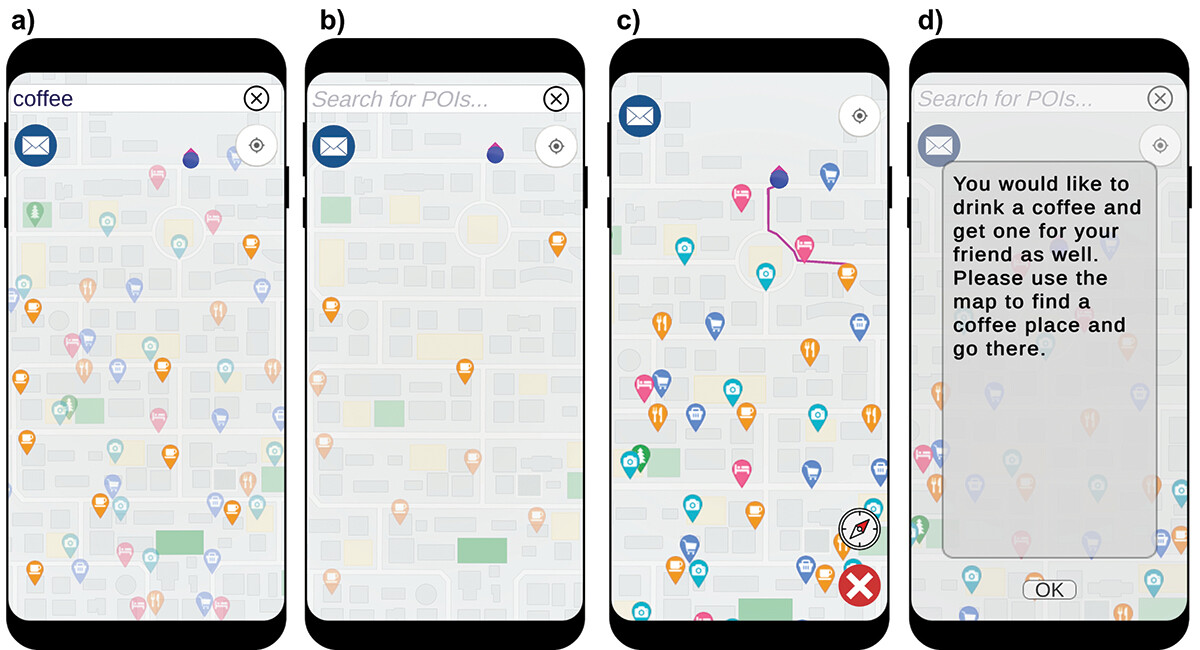 a)
b)
c)
d)
coffee
Search for POIs...
Search for POIs...
You would like to
drink a coffee and
get one for your
friend as well.
Please use the
map to find a
coffee place and
go there.
OK